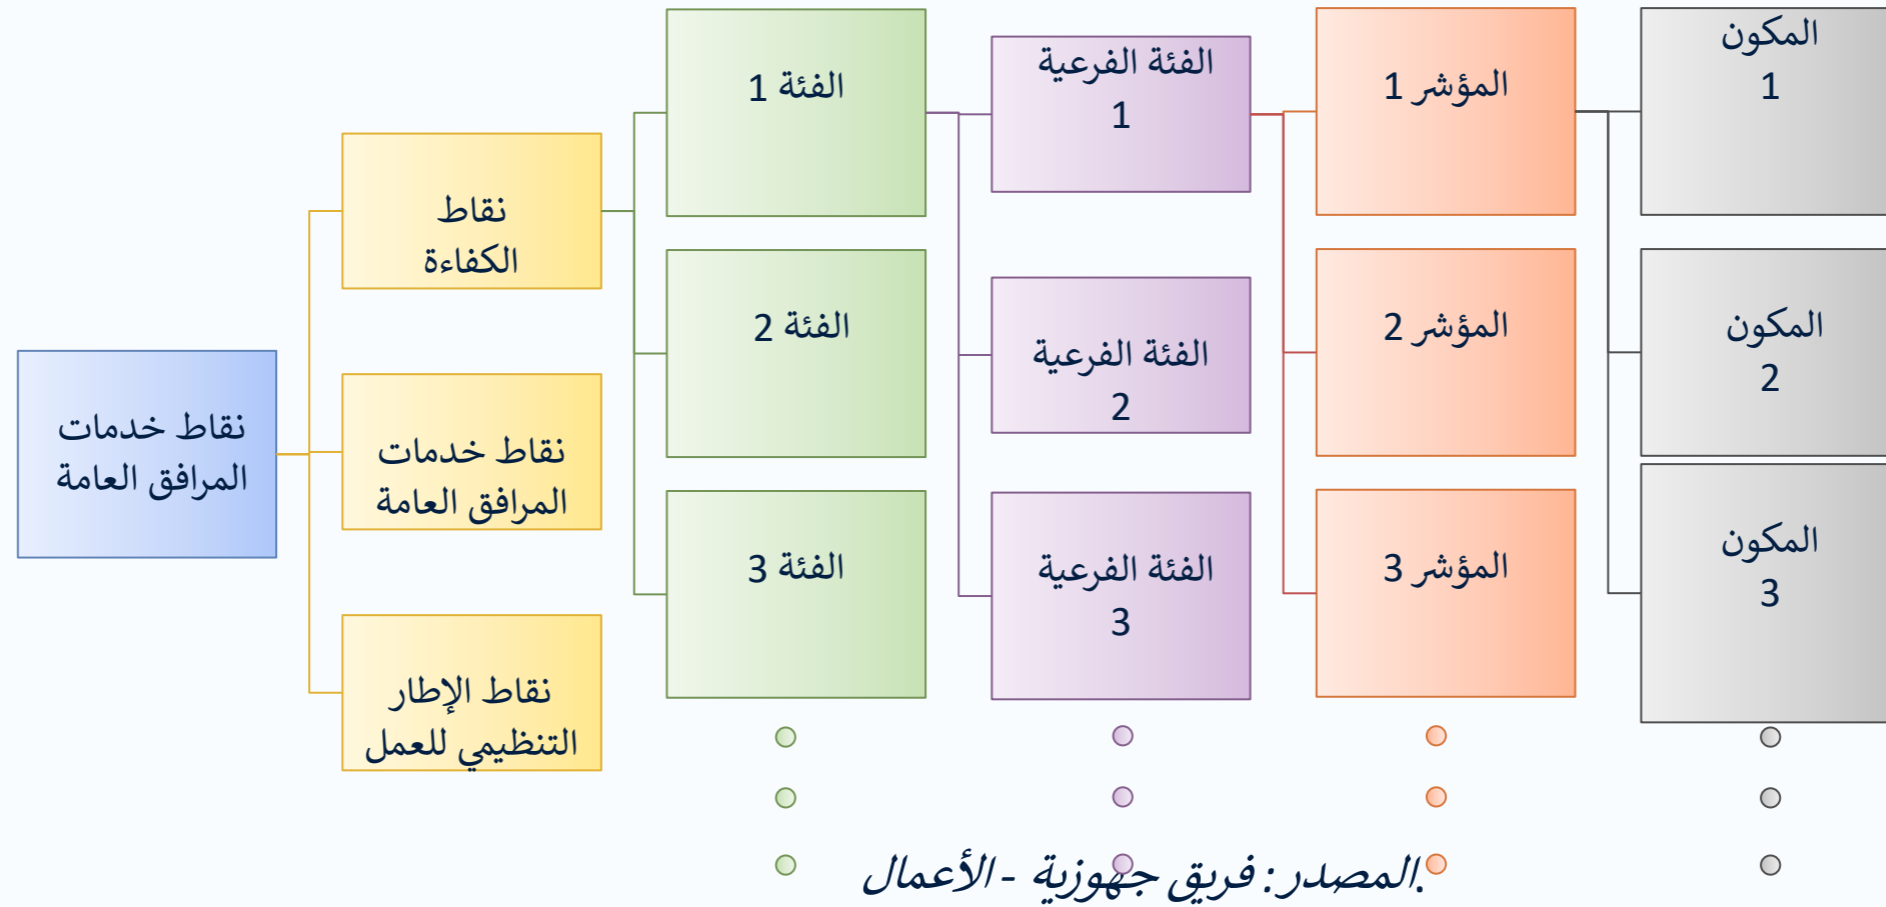 نقاط خدمات
المرافق العامة
نقاط
الكفاءة
نقاط خدمات
المرافق العامة
نقاط الإطار
التنظيمي للعمل
الفئة 1
الفئة 2
الفئة 3
الفئة الفرعية
1
الفئة الفرعية
2
الفئة الفرعية
3
المؤشر 1
المؤشر 2
المؤشر 3
المكون
1
المكون
2
المكون
3
المصدر: فريق جهوزية - الأعمال.